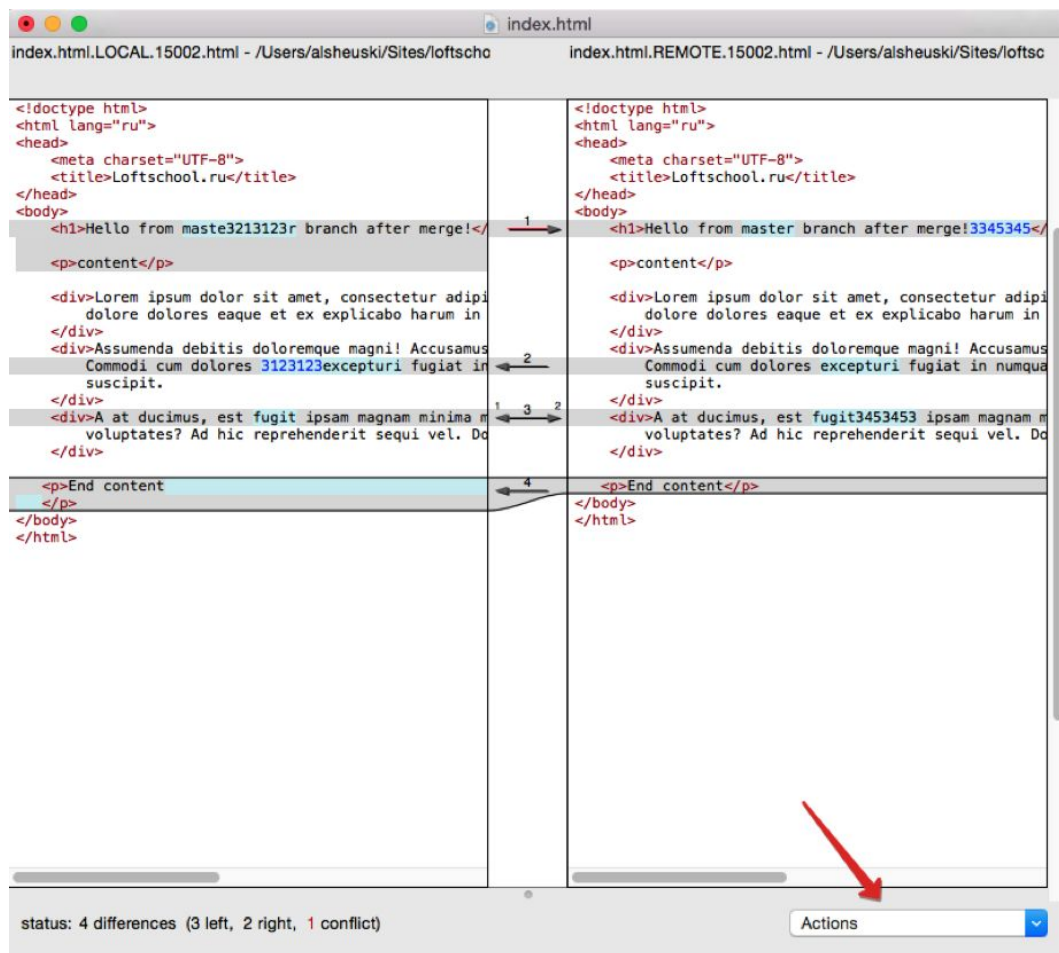 index.html
index.html.LOCAL.15002.html - /Users/alsheuski/Sites/loftscho
index.html.REMOTE.15002.html - /Users/alsheuski/Sites/loftsc
<!doctype html>
<html lang="ru">
<head>
<meta charset="UTF-8">
<title>Loftschool.ru</title>
</head>
<body>
<h1>Hello from maste3213123r branch after merge!</
<p>content</p>
<div>Lorem ipsum dolor sit amet, consectetur adipi
dolore dolores eaque et ex explicabo harum in
</div>
<div>Assumenda debitis doloremque magni! Accusamus
Commodi cum dolores 3123123excepturi fugiat in
suscipit.
</div>
<div>A at ducimus, est fugit ipsam magnam minima m
voluptates? Ad hic reprehenderit sequi vel. Do
</div>
<p>End content
</p>
</body>
</html>
1
2
1 3 2
4
<!doctype html>
<html lang="ru">
<head>
<meta charset="UTF-8">
<title>Loftschool.ru</title>
</head>
<body>
<h1>Hello from master branch after merge!3345345</
<p>content</p>
<div>Lorem ipsum dolor sit amet, consectetur adipi
dolore dolores eaque et ex explicabo harum in
</div>
<div>Assumenda debitis doloremque magni! Accusamus
Commodi cum dolores excepturi fugiat in numqua
suscipit.
</div>
<div>A at ducimus, est fugit3453453 ipsam magnam m
voluptates? Ad hic reprehenderit sequi vel. Do
</div>
<p>End content</p>
</body>
</html>
status: 4 differences (3 left, 2 right, 1 conflict)
Actions